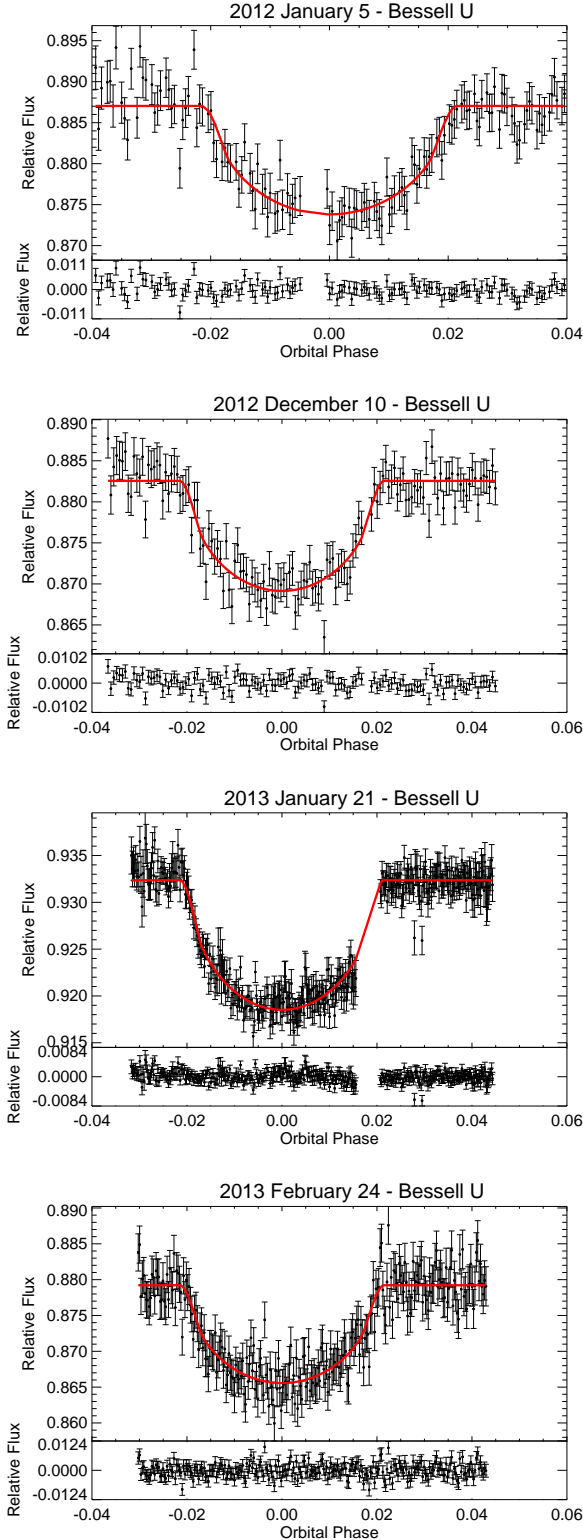 2012 January 5 - Bessell U
0.895
0.890
0.885
0.880
0.875
0.870
Relative Flux
0.011
0.000
-0.011
Relative Flux
-0.04 -0.02 0.00 0.02 0.04
Orbital Phase
2012 December 10 - Bessell U
0.890
0.885
0.880
0.875
0.870
0.865
Relative Flux
0.0102
0.0000
-0.0102
Relative Flux
-0.04 -0.02 0.00 0.02 0.04 0.06
Orbital Phase
2013 January 21 - Bessell U
0.935
0.930
0.925
0.920
0.915
Relative Flux
0.0084
0.0000
-0.0084
Relative Flux
-0.04 -0.02 0.00 0.02 0.04 0.06
Orbital Phase
2013 February 24 - Bessell U
0.890
0.885
0.880
0.875
0.870
0.865
0.860
Relative Flux
0.0124
0.0000
-0.0124
Relative Flux
-0.04 -0.02 0.00 0.02 0.04 0.06
Orbital Phase